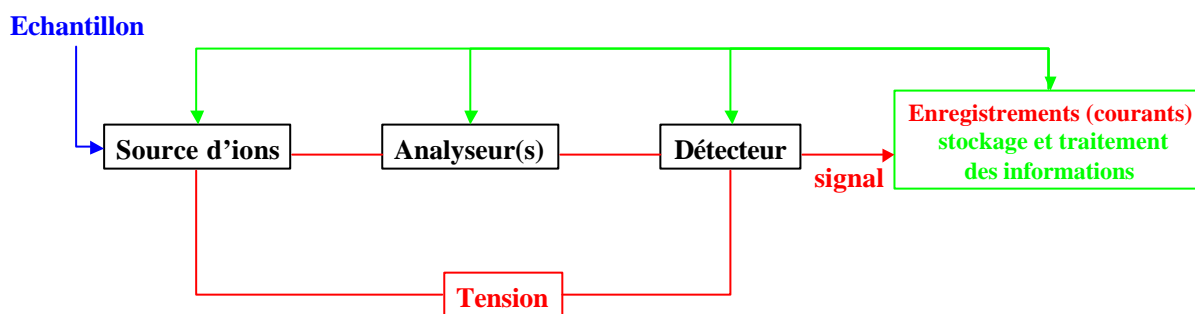 Echantillon
Source d’ions
Analyseur(s)
Détecteur
signal
Enregistrements (courants)
stockage et traitement
des informations
Tension